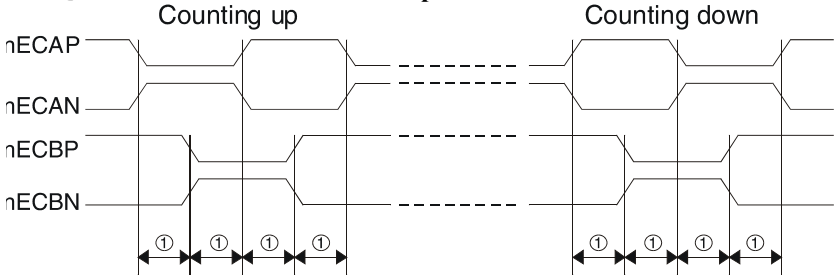 Counting up Counting down
nECAP
nECAN
nECBP
nECBN
① ① ① ① ① ① ① ①